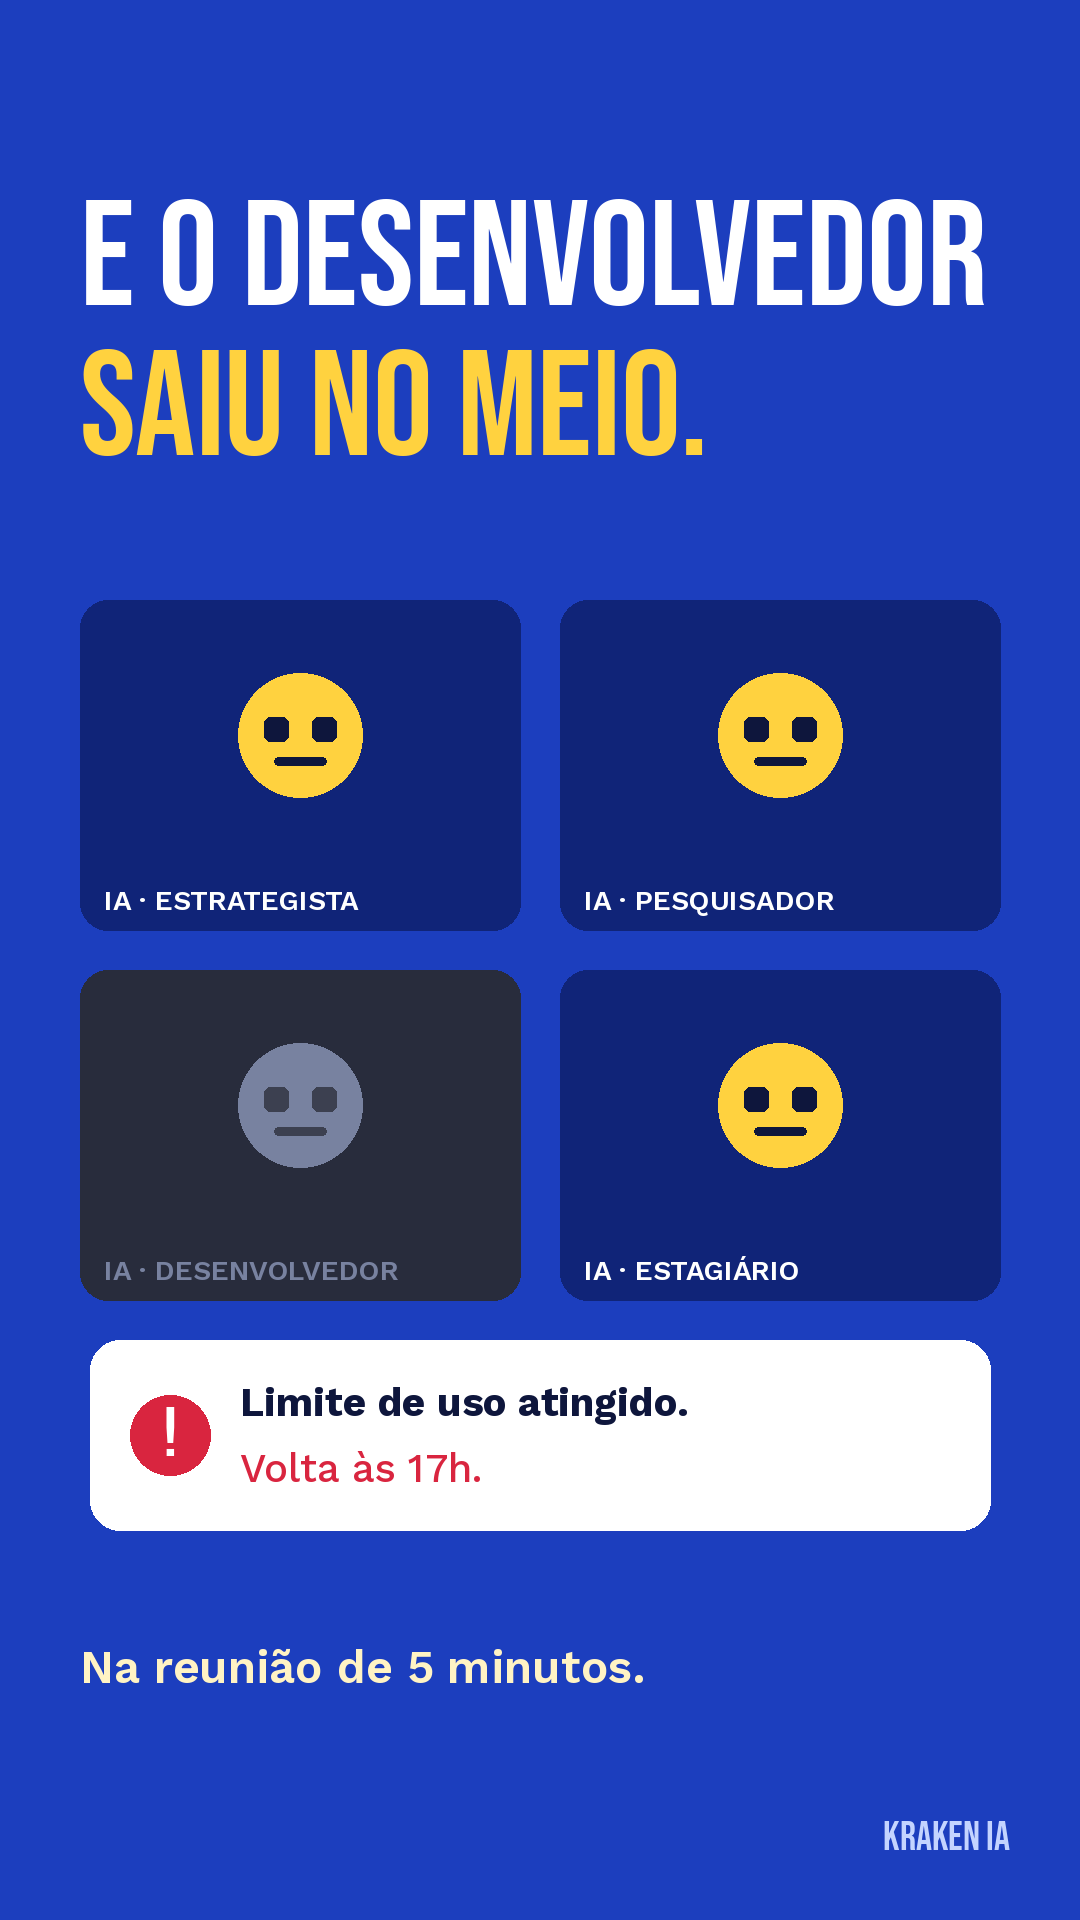 E O DESENVOLVEDOR
SAIU NO MEIO.
IA · ESTRATEGISTA
IA · PESQUISADOR
IA · DESENVOLVEDOR
IA · ESTAGIÁRIO
!
Limite de uso atingido.
Volta às 17h.
Na reunião de 5 minutos.
KRAKEN IA